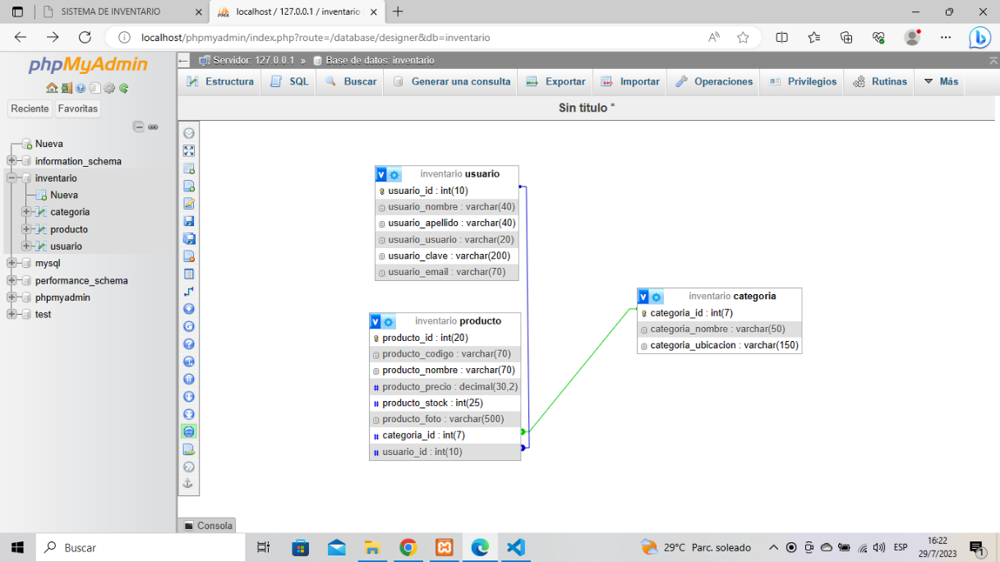 SISTEMA DE INVENTARIO
localhost / 127.0.0.1 / inventario
localhost/phpmyadmin/index.php?route=/database/designer&db=inventario
phpMyAdmin
Reciente
Favoritas
Nueva
information_schema
inventario
Nueva
categoria
producto
usuario
mysql
performance_schema
phpmyadmin
test
Servidor: 127.0.0.1 » Base de datos: inventario
Estructura SQL Buscar Generar una consulta Exportar Importar Operaciones Privilegios Rutinas Más
Sin título *
inventario usuario
usuario_id : int(10)
usuario_nombre : varchar(40)
usuario_apellido : varchar(40)
usuario_usuario : varchar(20)
usuario_clave : varchar(200)
usuario_email : varchar(70)
inventario producto
producto_id : int(20)
producto_codigo : varchar(70)
producto_nombre : varchar(70)
producto_precio : decimal(30,2)
producto_stock : int(25)
producto_foto : varchar(500)
categoria_id : int(7)
usuario_id : int(10)
inventario categoria
categoria_id : int(7)
categoria_nombre : varchar(50)
categoria_ubicacion : varchar(150)
Consola
Buscar
29°C Parc. soleado
ESP
16:22
29/7/2023
1